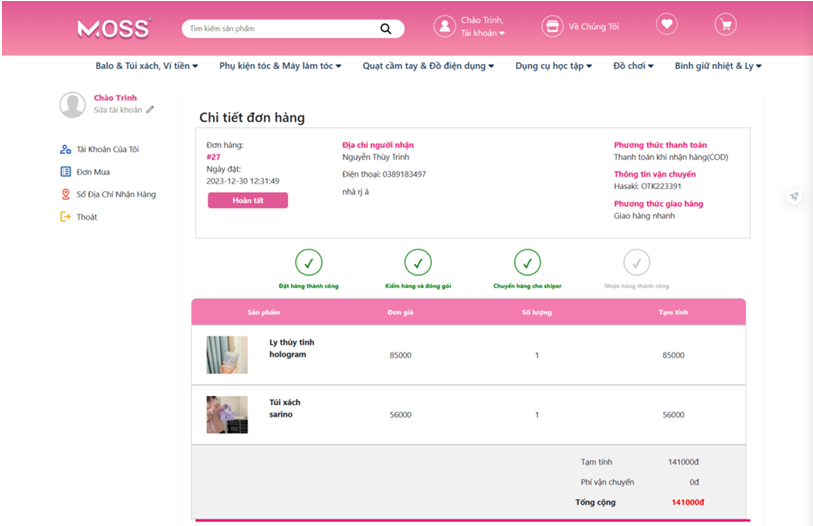 MOSS
Tìm kiếm sản phẩm
Chào Trinh,
Tài khoản
Về Chúng Tôi
Balo & Túi xách, Ví tiền
Phụ kiện tóc & Máy làm tóc
Quạt cầm tay & Đồ điện dụng
Dụng cụ học tập
Đồ chơi
Bình giữ nhiệt & Ly
Chào Trinh
Sửa tài khoản
Tài Khoản Của Tôi
Đơn Mua
Sổ Địa Chỉ Nhận Hàng
Thoát
Chi tiết đơn hàng
Đơn hàng:
#27
Ngày đặt:
2023-12-30 12:31:49
Hoàn tất
Địa chỉ người nhận
Nguyễn Thùy Trinh
Điện thoại: 0389183497
nhà rj á
Phương thức thanh toán
Thanh toán khi nhận hàng(COD)
Thông tin vận chuyển
Hasaki: OTK223391
Phương thức giao hàng
Giao hàng nhanh
Đặt hàng thành công
Kiểm hàng và đóng gói
Chuyển hàng cho shiper
Nhận hàng thành công
Sản phẩm Đơn giá Số lượng Tạm tính
Ly thủy tinh
hologram
85000 1 85000
Túi xách
sarino
56000 1 56000
Tạm tính 141000đ
Phí vận chuyển 0đ
Tổng cộng 141000đ